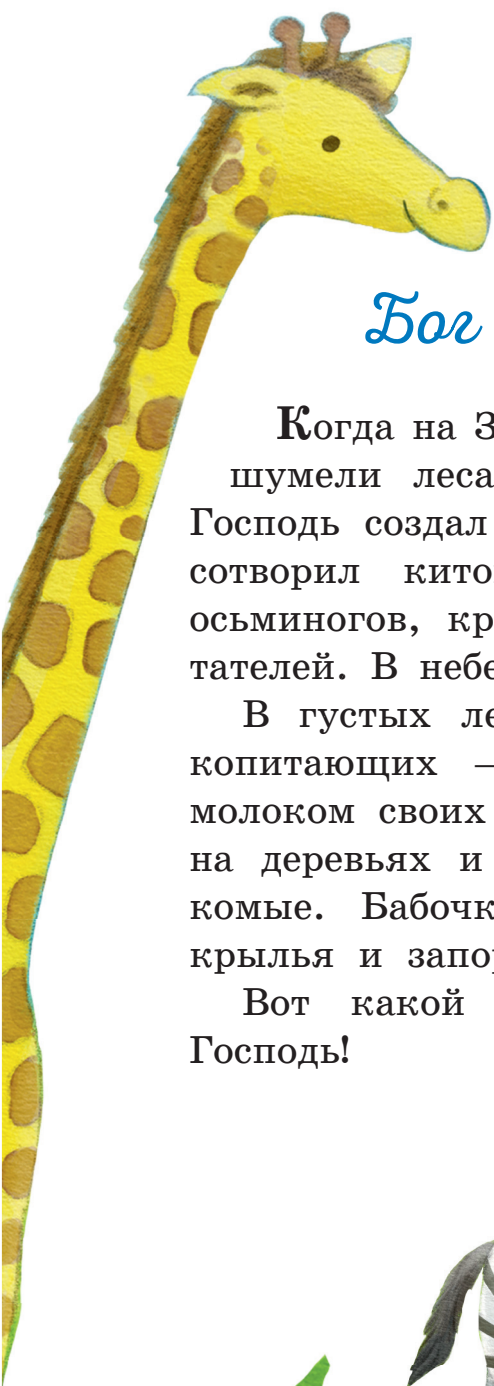 Бог
Когда на З
шумели леса
Господь создал
сотворил кито
осьминогов, кр
тателей. В небе
В густых ле
копитающих –
молоком своих
на деревьях и
комые. Бабочк
крылья и запор
Вот какой
Господь!